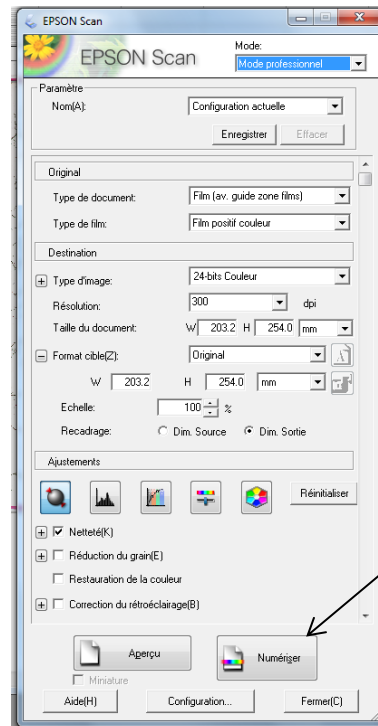 EPSON Scan
EPSON Scan
Mode:
Mode professionnel
Paramètre
Nom(A):
Configuration actuelle
Enregistrer
Effacer
Original
Type de document:
Film (av. guide zone films)
Type de film:
Film positif couleur
Destination
Type d'image:
24-bits Couleur
Résolution:
300
dpi
Taille du document:
W 203.2 H 254.0 mm
Format cible(Z):
Original
W 203.2 H 254.0 mm
Echelle:
100 %
Recadrage:
Dim. Source
Dim. Sortie
Ajustements
Réinitialiser
Netteté(K)
Réduction du grain(E)
Restauration de la couleur
Correction du rétroéclairage(B)
Aperçu
Numériser
Miniature
Aide(H)
Configuration...
Fermer(C)